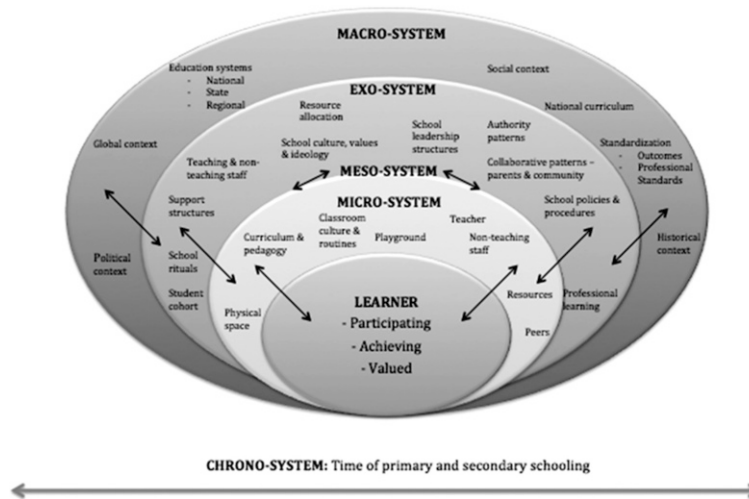 MACRO-SYSTEM
Education systems
- National
- State
- Regional
Social context
EXO-SYSTEM
Resource
allocation
National curriculum
School
leadership
structures
Authority
patterns
Global context
School culture, values
& ideology
Standardization
- Outcomes
- Professional
Standards
Teaching & non-
teaching staff
Collaborative patterns –
parents & community
MESO-SYSTEM
Support
structures
MICRO-SYSTEM
School policies &
procedures
Classroom
culture &
routines
Teacher
Curriculum &
pedagogy
Playground
Non-teaching
staff
Historical
context
Political
context
School
rituals
Student
cohort
Physical
space
LEARNER
- Participating
- Achieving
- Valued
Resources
Professional
learning
Peers
CHRONO-SYSTEM: Time of primary and secondary schooling